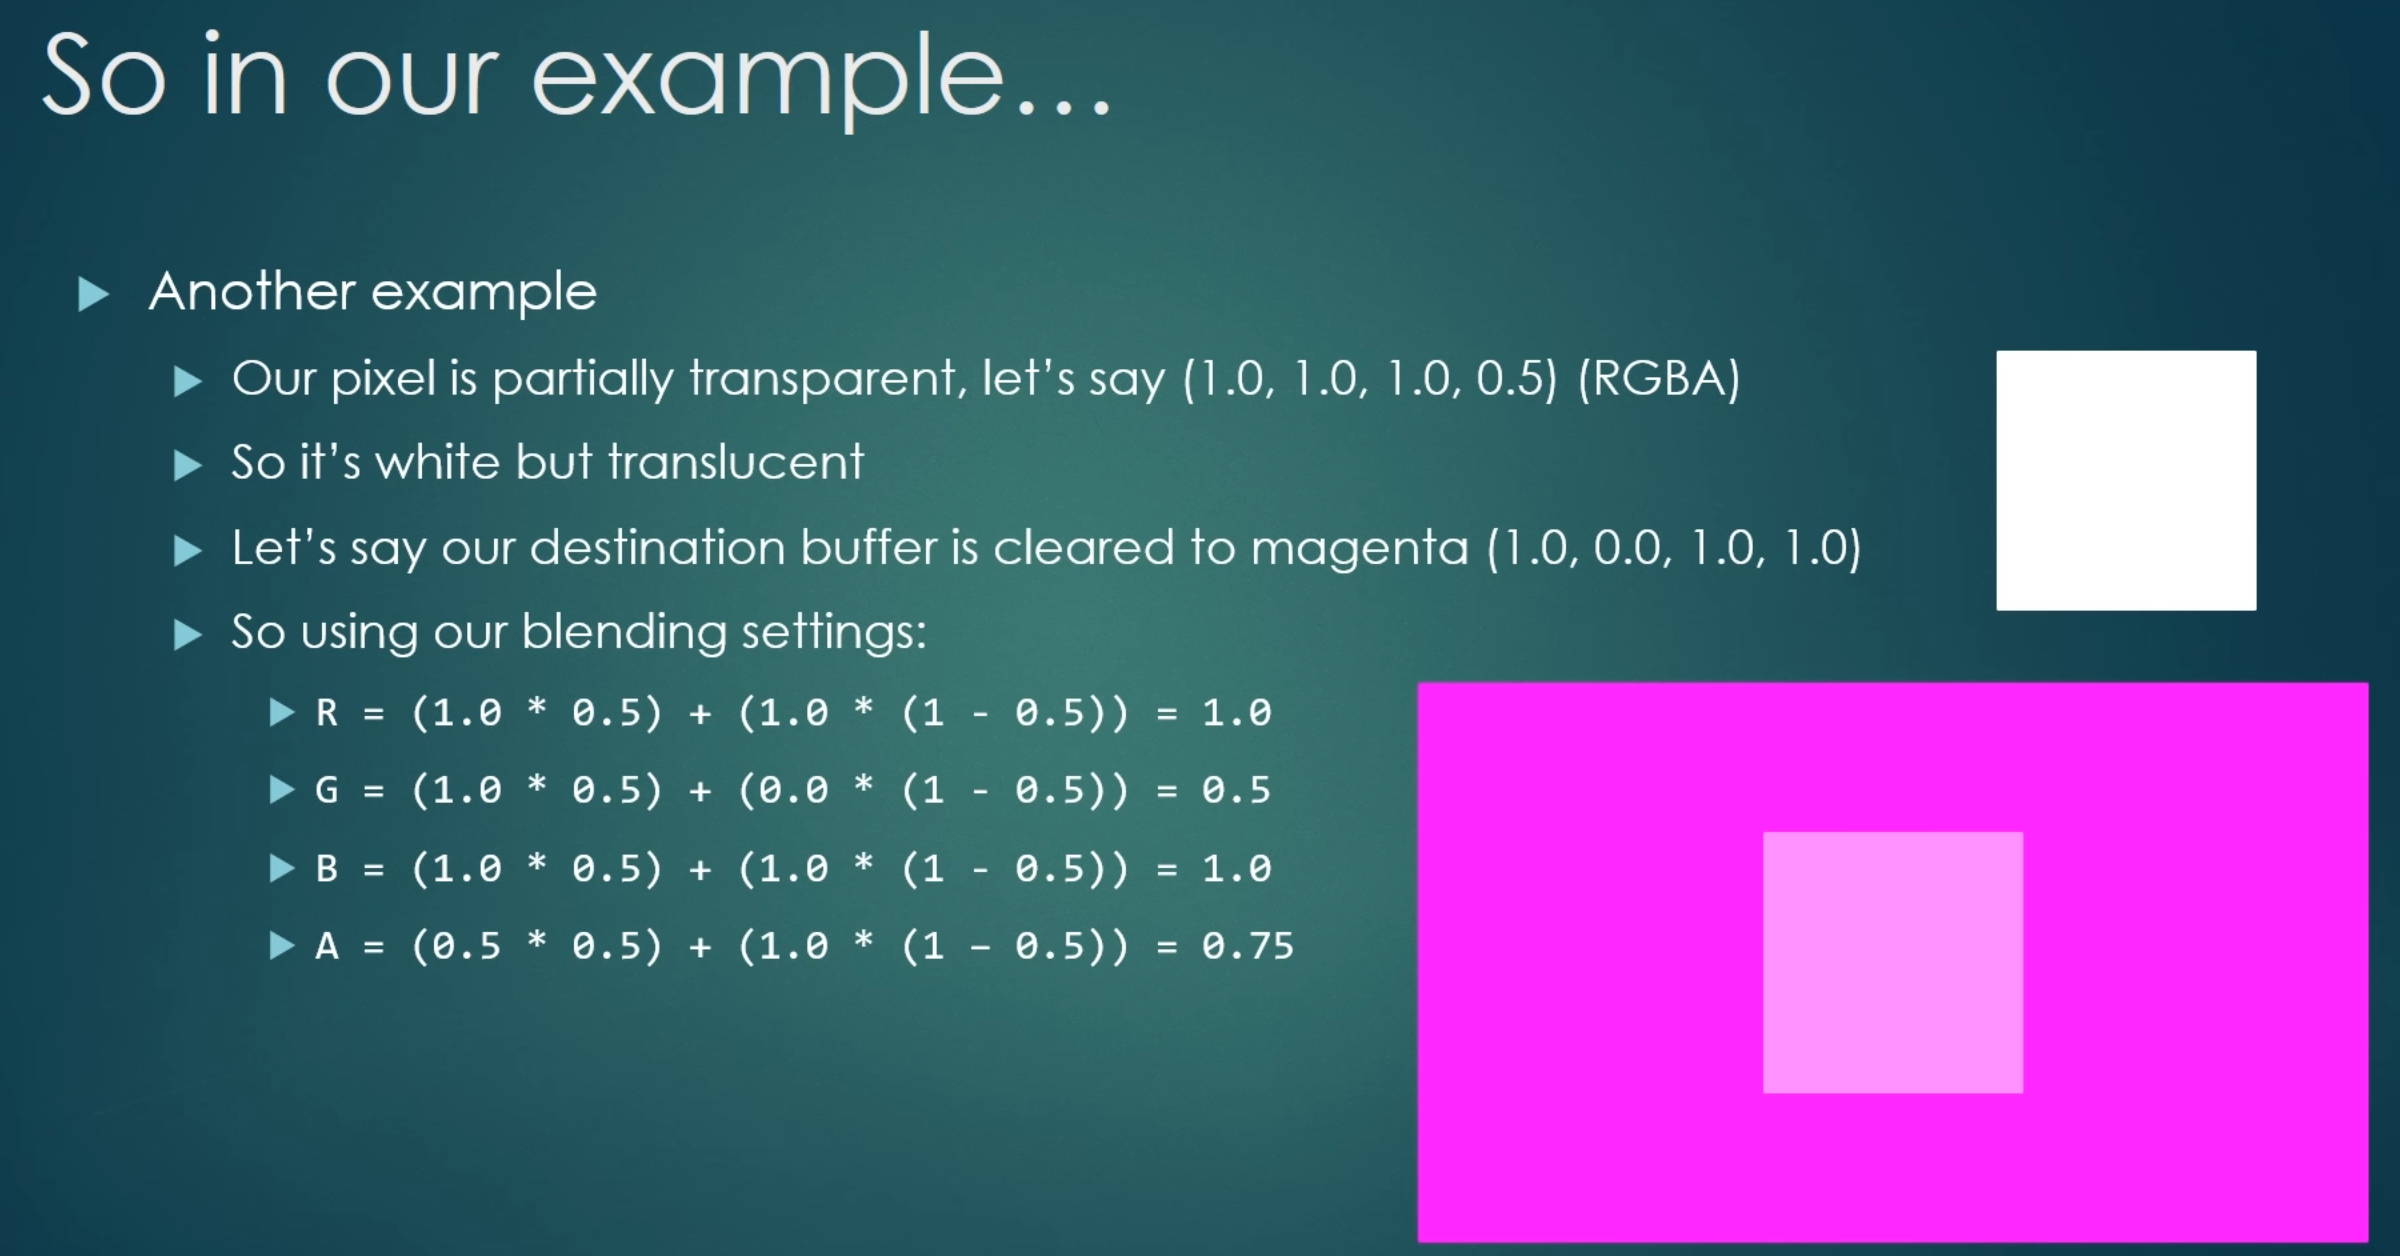 So in our example...
Another example
Our pixel is partially transparent, let's say (1.0, 1.0, 1.0, 0.5) (RGBA)
So it's white but translucent
Let's say our destination buffer is cleared to magenta (1.0, 0.0, 1.0, 1.0)
So using our blending settings:
R = (1.0 * 0.5) + (1.0 * (1 - 0.5)) = 1.0
G = (1.0 * 0.5) + (0.0 * (1 - 0.5)) = 0.5
B = (1.0 * 0.5) + (1.0 * (1 - 0.5)) = 1.0
A = (0.5 * 0.5) + (1.0 * (1 – 0.5)) = 0.75